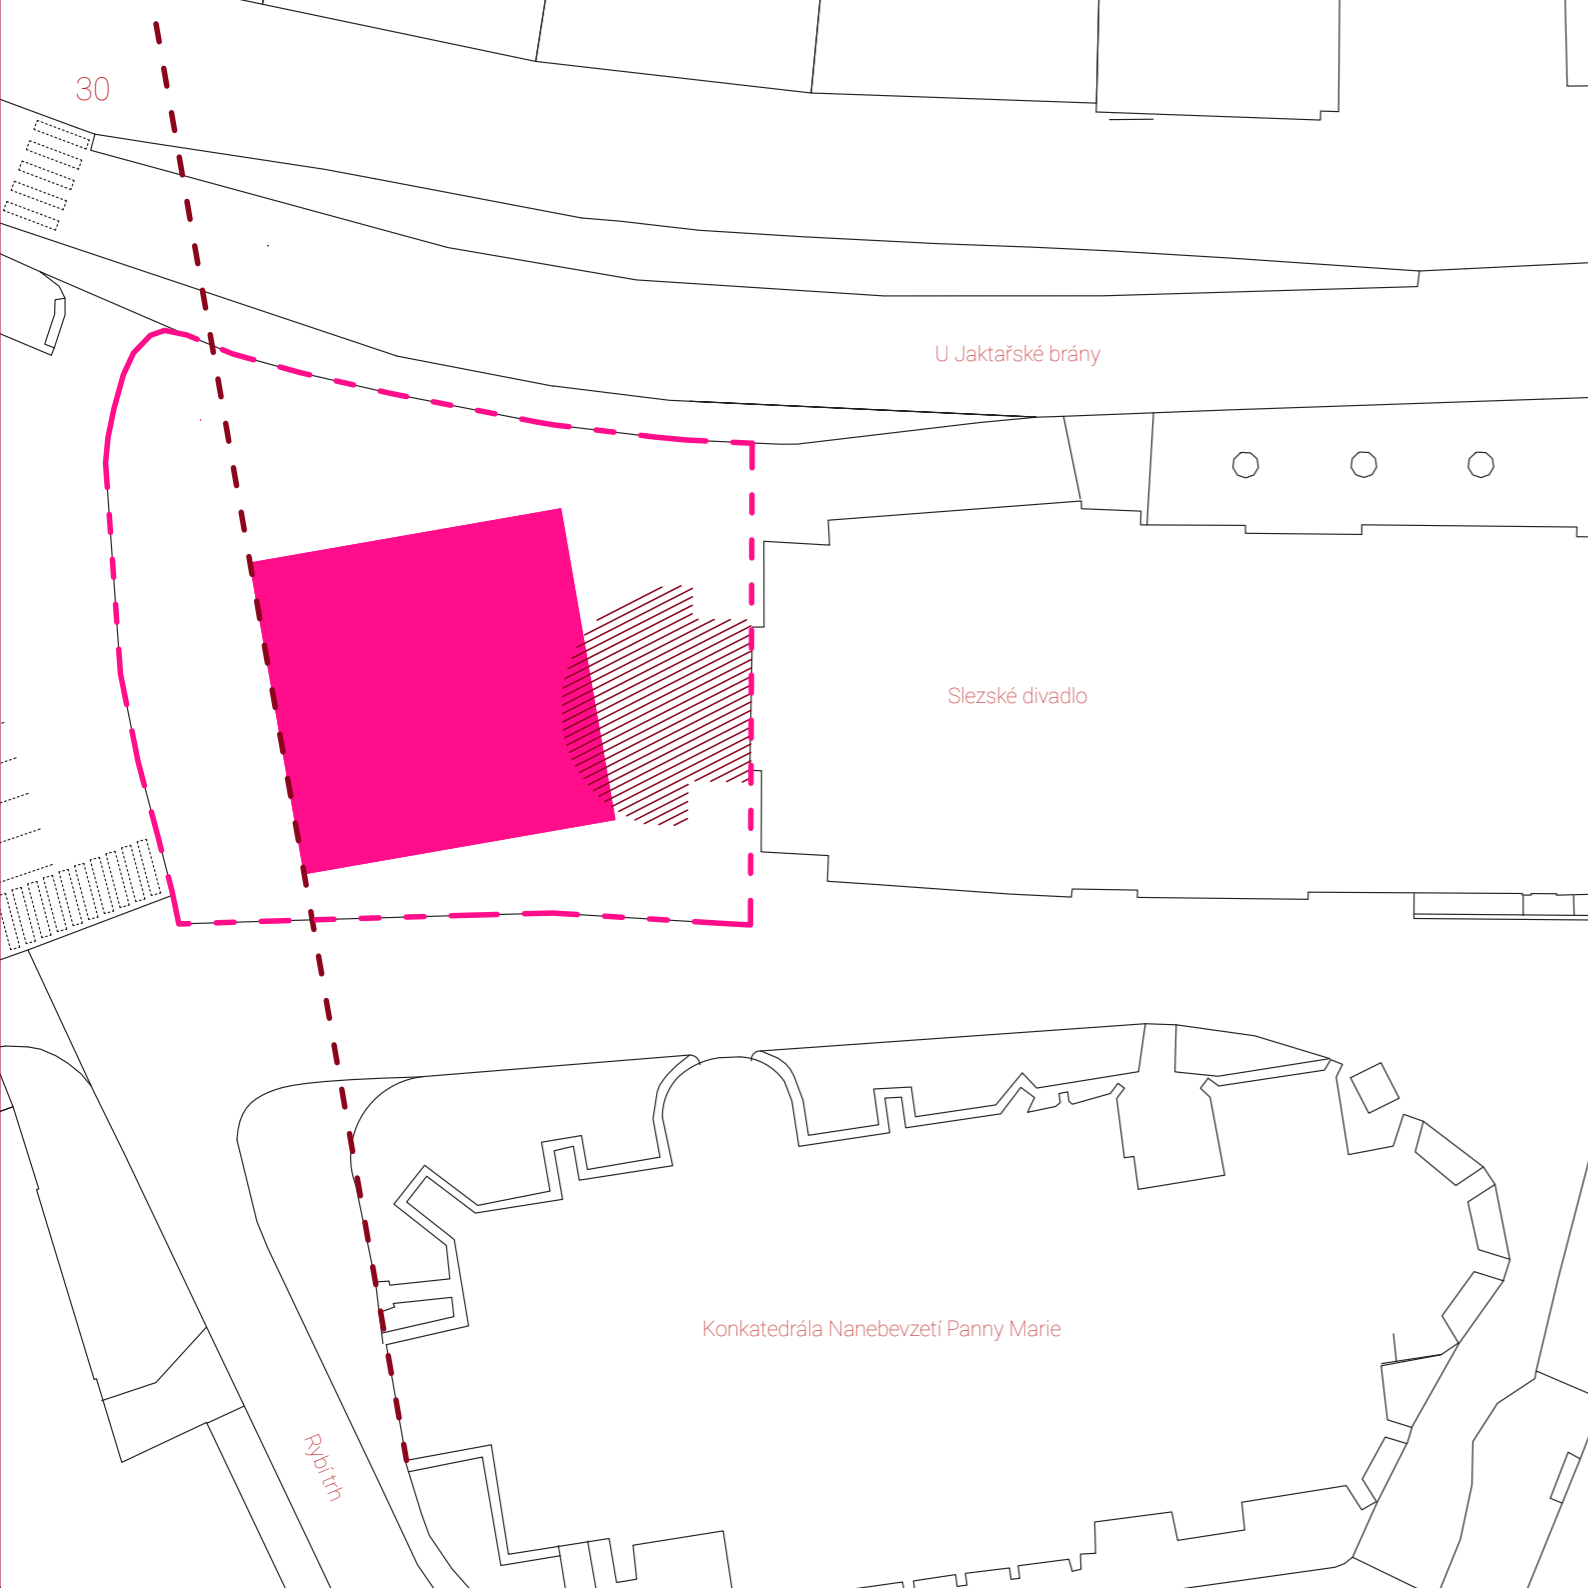 30
U Jaktařské brány
Slezské divadlo
Konkatedrála Nanebevzetí Panny Marie
Rybí trh